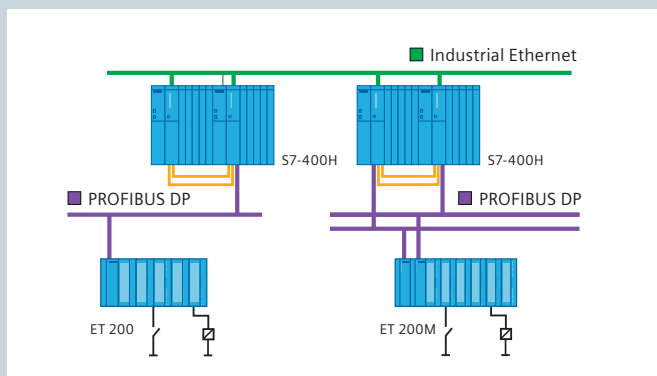 Industrial Ethernet
S7-400H
S7-400H
PROFIBUS DP
PROFIBUS DP
ET 200
ET 200M